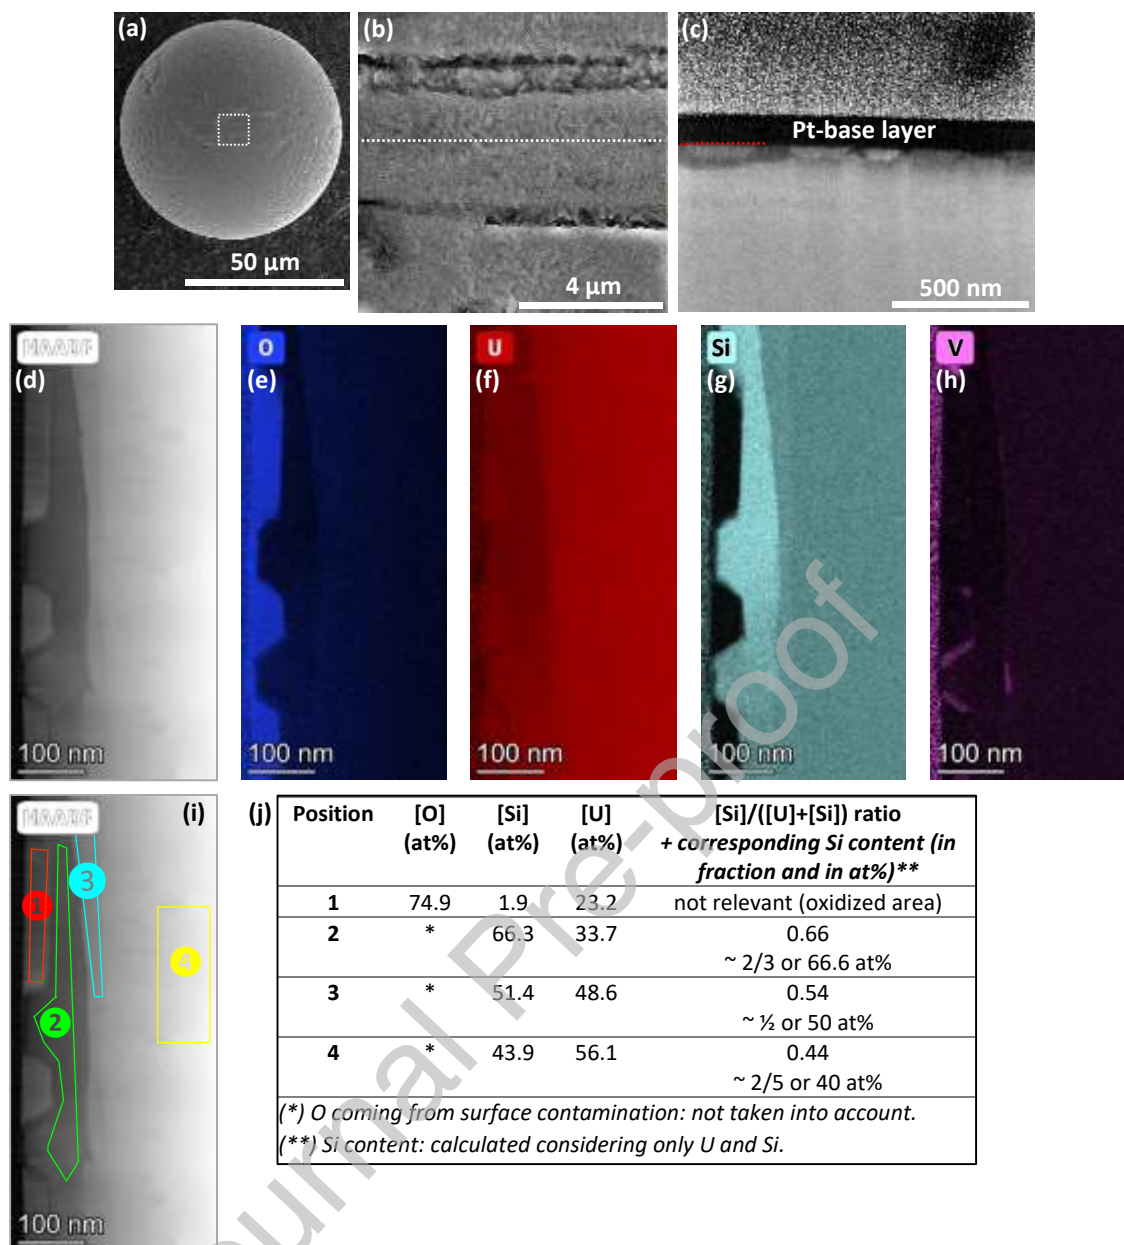 (a)
50 µm
(b)
4 µm
(c)
Pt-base layer
500 nm
HAADF
(d)
100 nm
O
(e)
100 nm
U
(f)
100 nm
Si
(g)
100 nm
V
(h)
100 nm
HAADF
(i)
1
2
3
4
100 nm
(j)
Position [O] [Si] [U] [Si]/([U]+[Si]) ratio
(at%) (at%) (at%) + corresponding Si content (in
fraction and in at%)**
1 74.9 1.9 23.2 not relevant (oxidized area)
2 * 66.3 33.7 0.66
~ 2/3 or 66.6 at%
3 * 51.4 48.6 0.54
~ ½ or 50 at%
4 * 43.9 56.1 0.44
~ 2/5 or 40 at%
(*) O coming from surface contamination: not taken into account.
(**) Si content: calculated considering only U and Si.
urnal Pre-proof